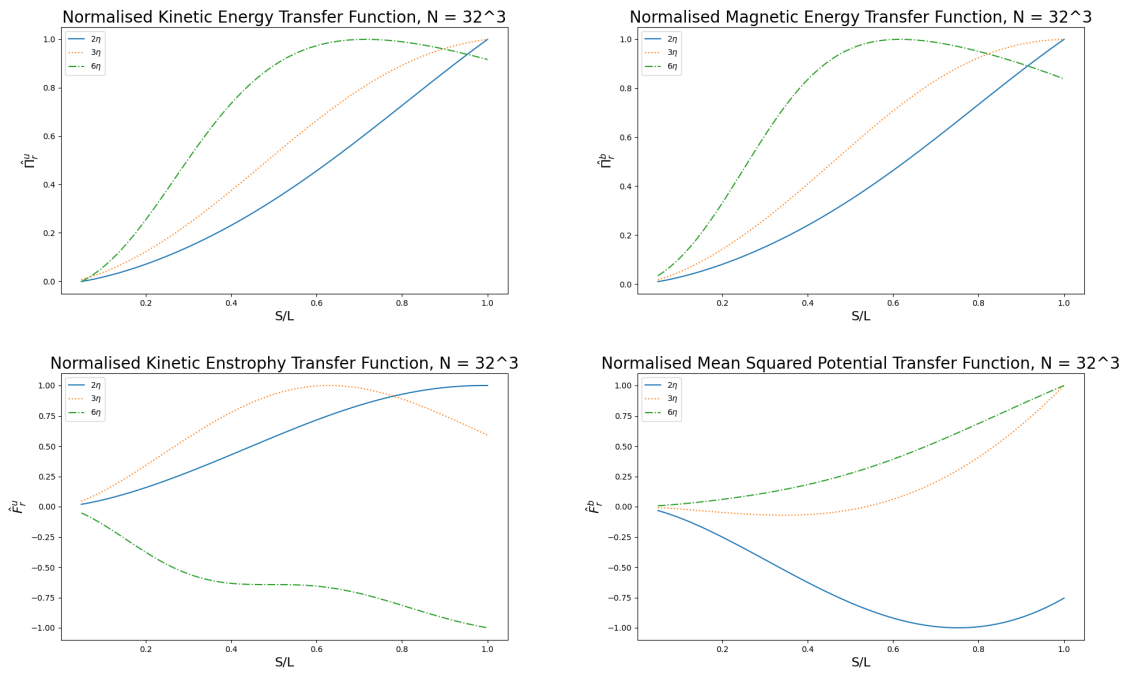 Normalised Kinetic Energy Transfer Function, N = 32^3
2η
3η
6η
1.0
0.8
0.6
0.4
0.2
0.0
Π̂ᵤᵣ
0.2
0.4
0.6
0.8
1.0
S/L
Normalised Magnetic Energy Transfer Function, N = 32^3
2η
3η
6η
1.0
0.8
0.6
0.4
0.2
0.0
Π̂ᵇᵣ
0.2
0.4
0.6
0.8
1.0
S/L
Normalised Kinetic Enstrophy Transfer Function, N = 32^3
2η
3η
6η
1.00
0.75
0.50
0.25
0.00
−0.25
−0.50
−0.75
−1.00
F̂ᵘᵣ
0.2
0.4
0.6
0.8
1.0
S/L
Normalised Mean Squared Potential Transfer Function, N = 32^3
2η
3η
6η
1.00
0.75
0.50
0.25
0.00
−0.25
−0.50
−0.75
−1.00
F̂ᵇᵣ
0.2
0.4
0.6
0.8
1.0
S/L